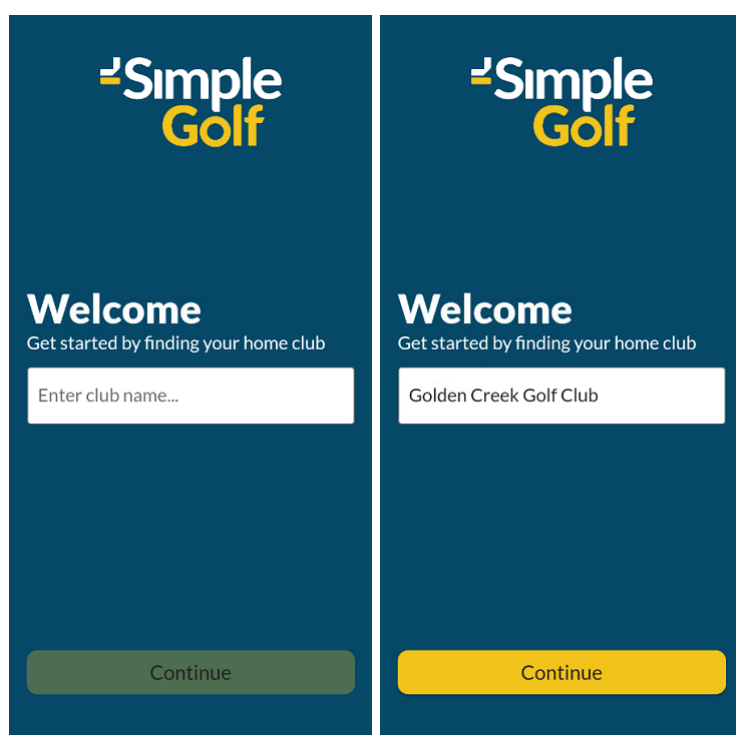 Simple
Golf
Welcome
Get started by finding your home club
Enter club name...
Continue
Simple
Golf
Welcome
Get started by finding your home club
Golden Creek Golf Club
Continue